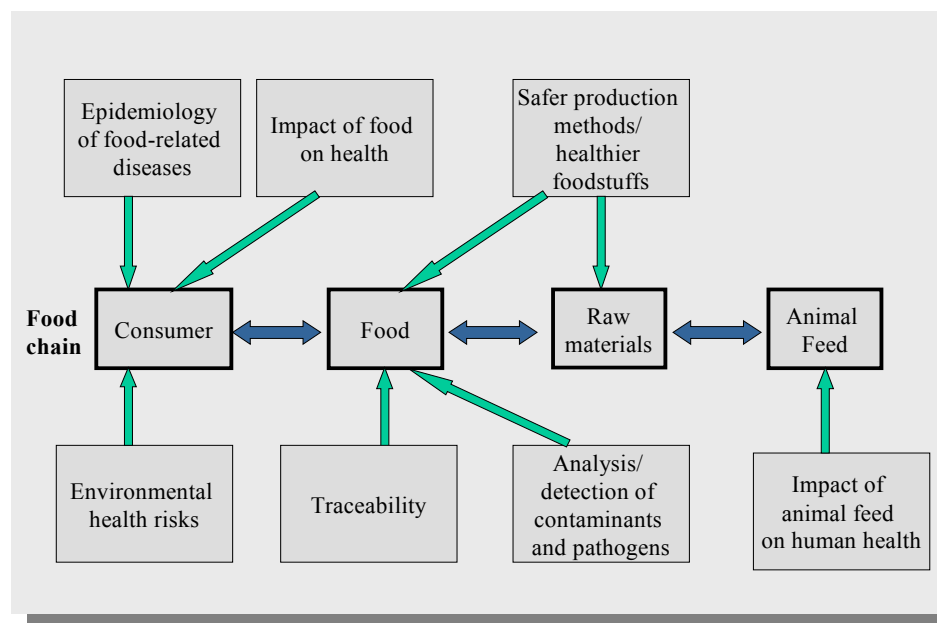 Epidemiology
of food-related
diseases
Impact of food
on health
Safer production
methods/
healthier
foodstuffs
Food
chain
Consumer
Food
Raw
materials
Animal
Feed
Environmental
health risks
Traceability
Analysis/
detection of
contaminants
and pathogens
Impact of
animal feed
on human health